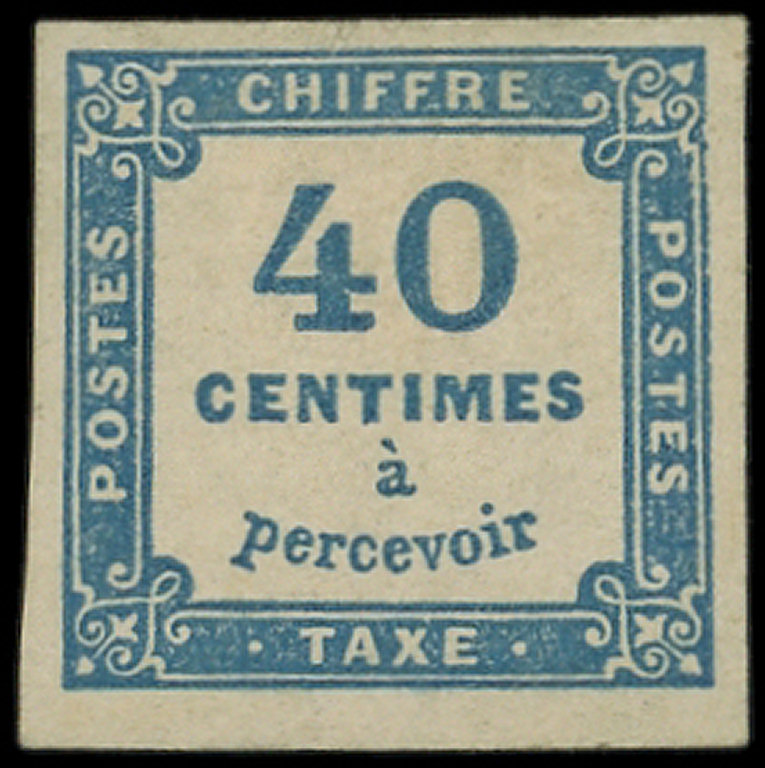 CHIFFRE
POSTES
40
CENTIMES
à
percevoir
POSTES
· TAXE ·